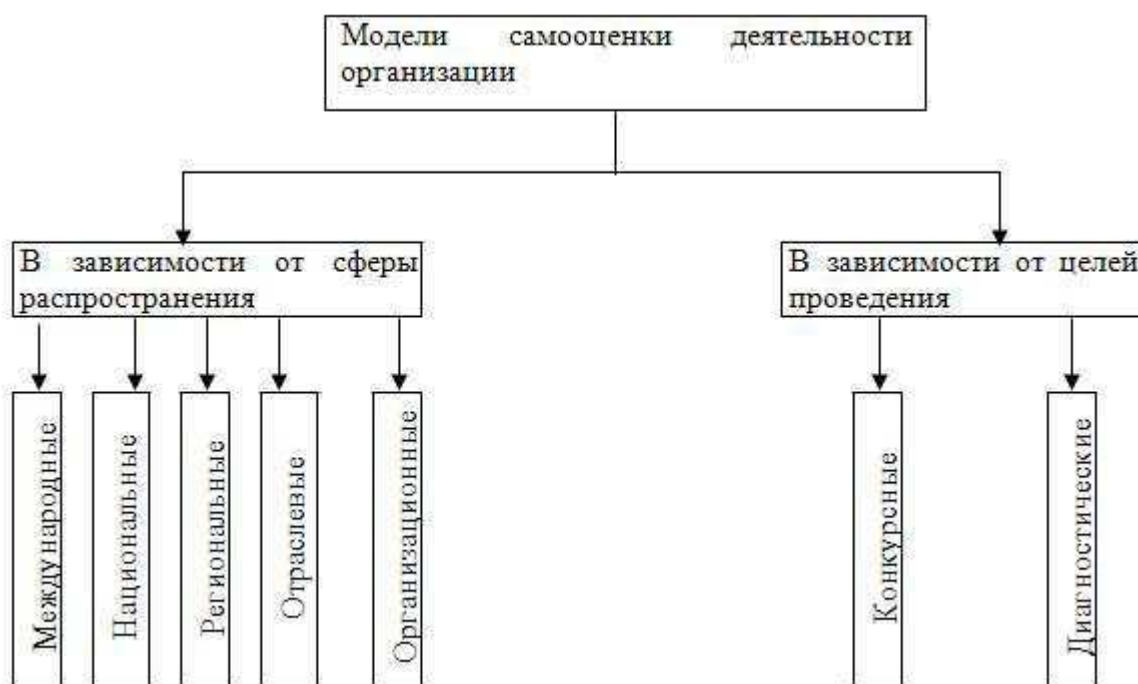 Модели самооценки деятельности
организации
В зависимости от сферы
распространения
В зависимости от целей
проведения
Международные
Национальные
Региональные
Отраслевые
Организационные
Конкурсные
Диагностические